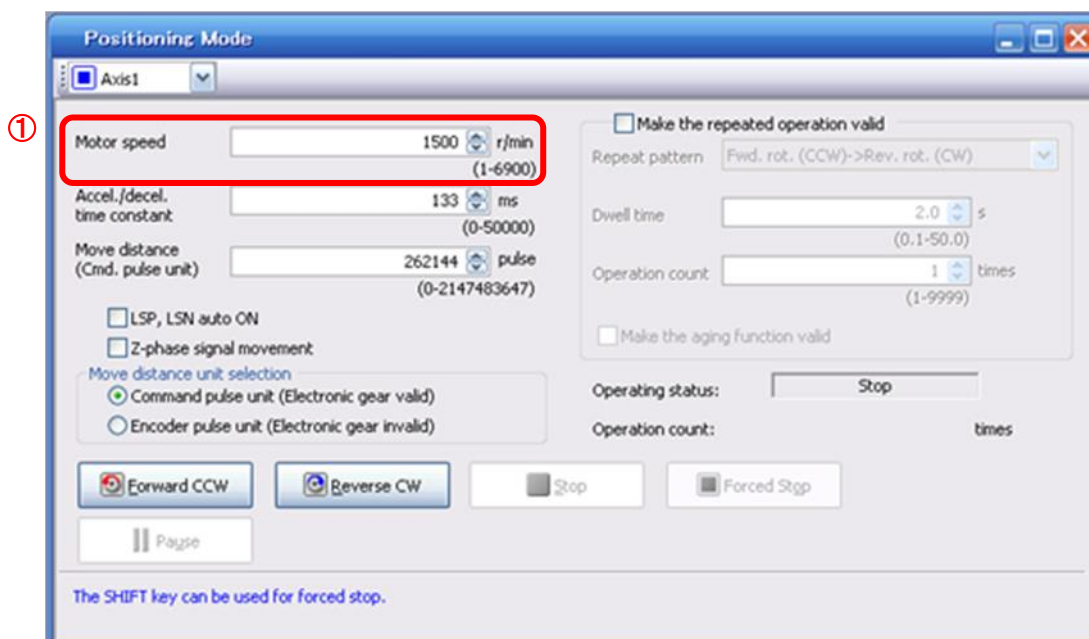 Positioning Mode
Axis1
①
Motor speed 1500 r/min
(1-6900)
Accel./decel.
time constant 133 ms
(0-50000)
Move distance
(Cmd. pulse unit) 262144 pulse
(0-2147483647)
LSP, LSN auto ON
Z-phase signal movement
Move distance unit selection
Command pulse unit (Electronic gear valid)
Encoder pulse unit (Electronic gear invalid)
Make the repeated operation valid
Repeat pattern Fwd. rot. (CCW)->Rev. rot. (CW)
Dwell time 2.0 s
(0.1-50.0)
Operation count 1 times
(1-9999)
Make the aging function valid
Operating status: Stop
Operation count: times
Forward CCW
Reverse CW
Stop
Forced Stop
Pause
The SHIFT key can be used for forced stop.